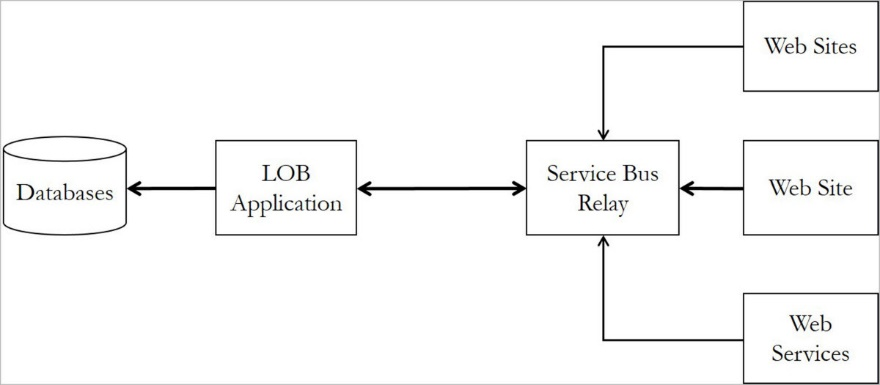 Web Sites
Databases
LOB
Application
Service Bus
Relay
Web Site
Web
Services